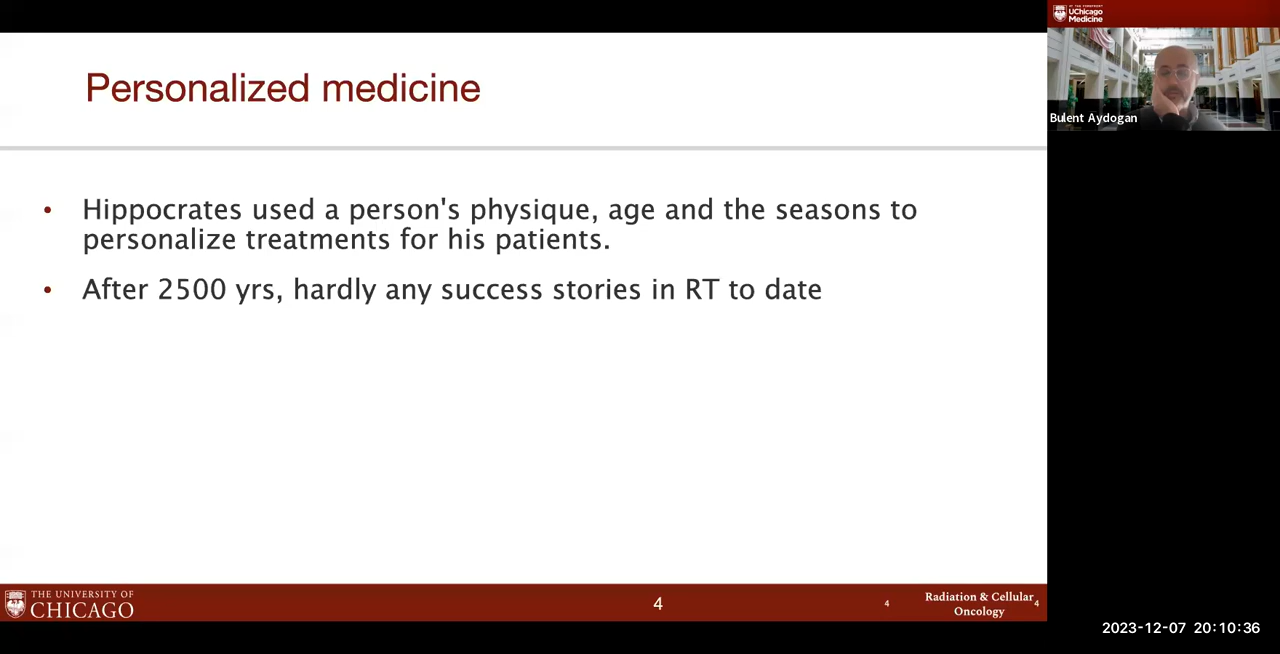 Personalized medicine
• Hippocrates used a person's physique, age and the seasons to
personalize treatments for his patients.
• After 2500 yrs, hardly any success stories in RT to date
THE UNIVERSITY OF
CHICAGO
4
4
Radiation & Cellular
Oncology
4
UChicago
Medicine
Bulent Aydogan
2023-12-07 20:10:36